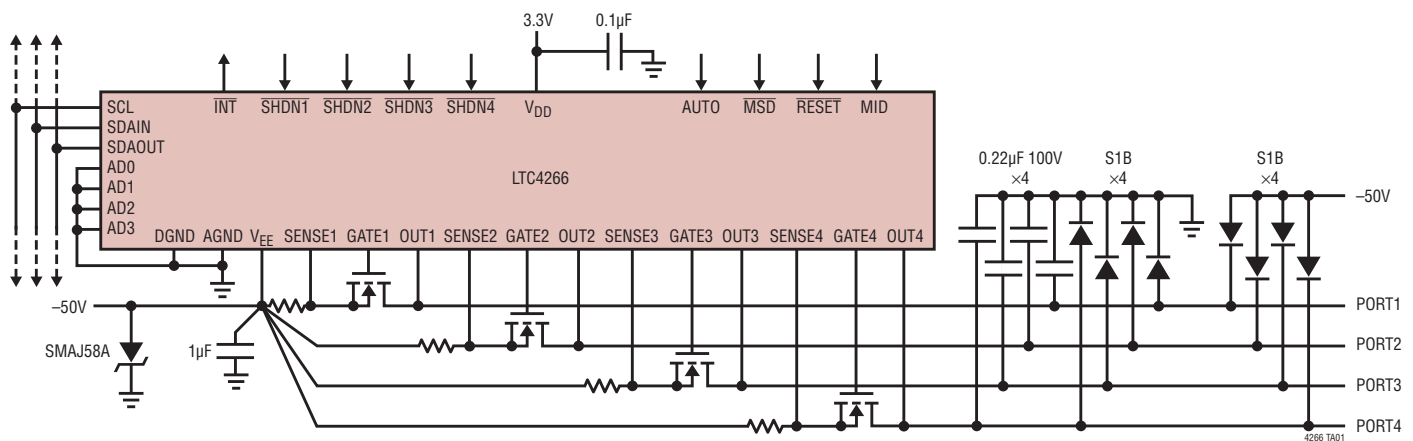 3.3V
0.1µF
SCL
SDAIN
SDAOUT
AD0
AD1
AD2
AD3
INT
SHDN1
SHDN2
SHDN3
SHDN4
VDD
AUTO
MSD
RESET
MID
LTC4266
DGND
AGND
VEE
SENSE1
GATE1
OUT1
SENSE2
GATE2
OUT2
SENSE3
GATE3
OUT3
SENSE4
GATE4
OUT4
0.22µF 100V
×4
S1B
×4
S1B
×4
–50V
–50V
SMAJ58A
1µF
PORT1
PORT2
PORT3
PORT4
4266 TA01